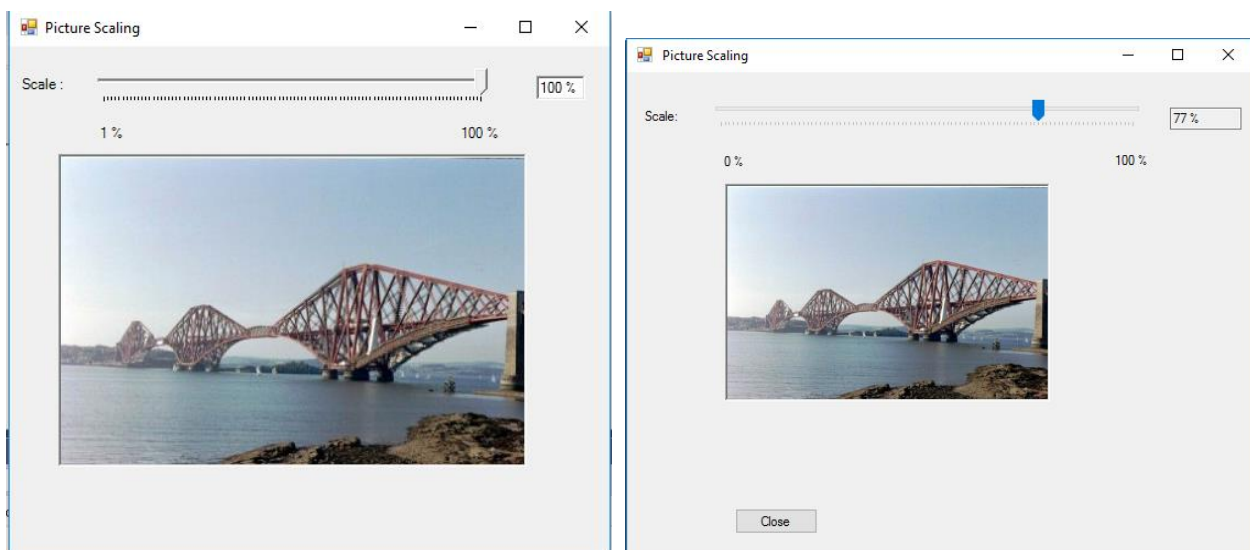 Picture Scaling
Scale :
100 %
1 %
100 %
Picture Scaling
Scale:
77 %
0 %
100 %
Close